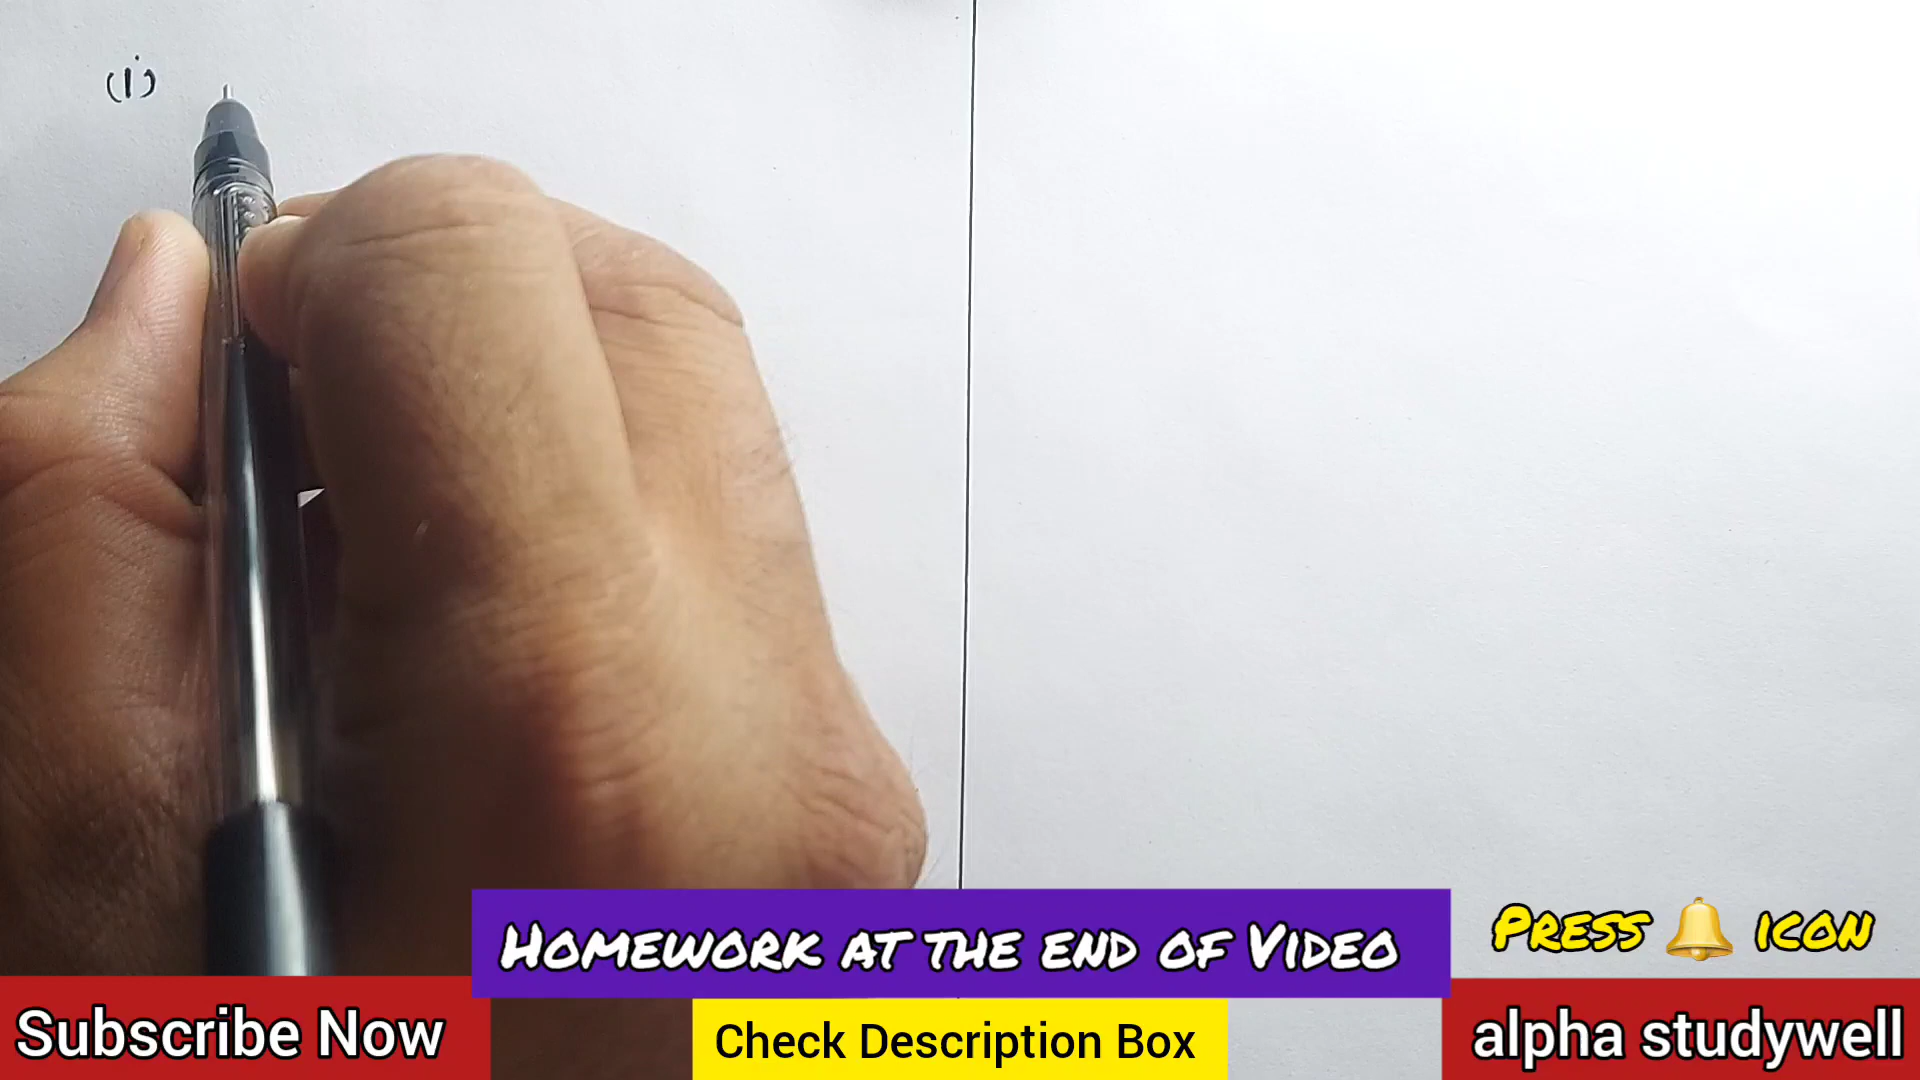 (i)
Homework at the end of Video
Press 🔔 icon
Subscribe Now
Check Description Box
alpha studywell